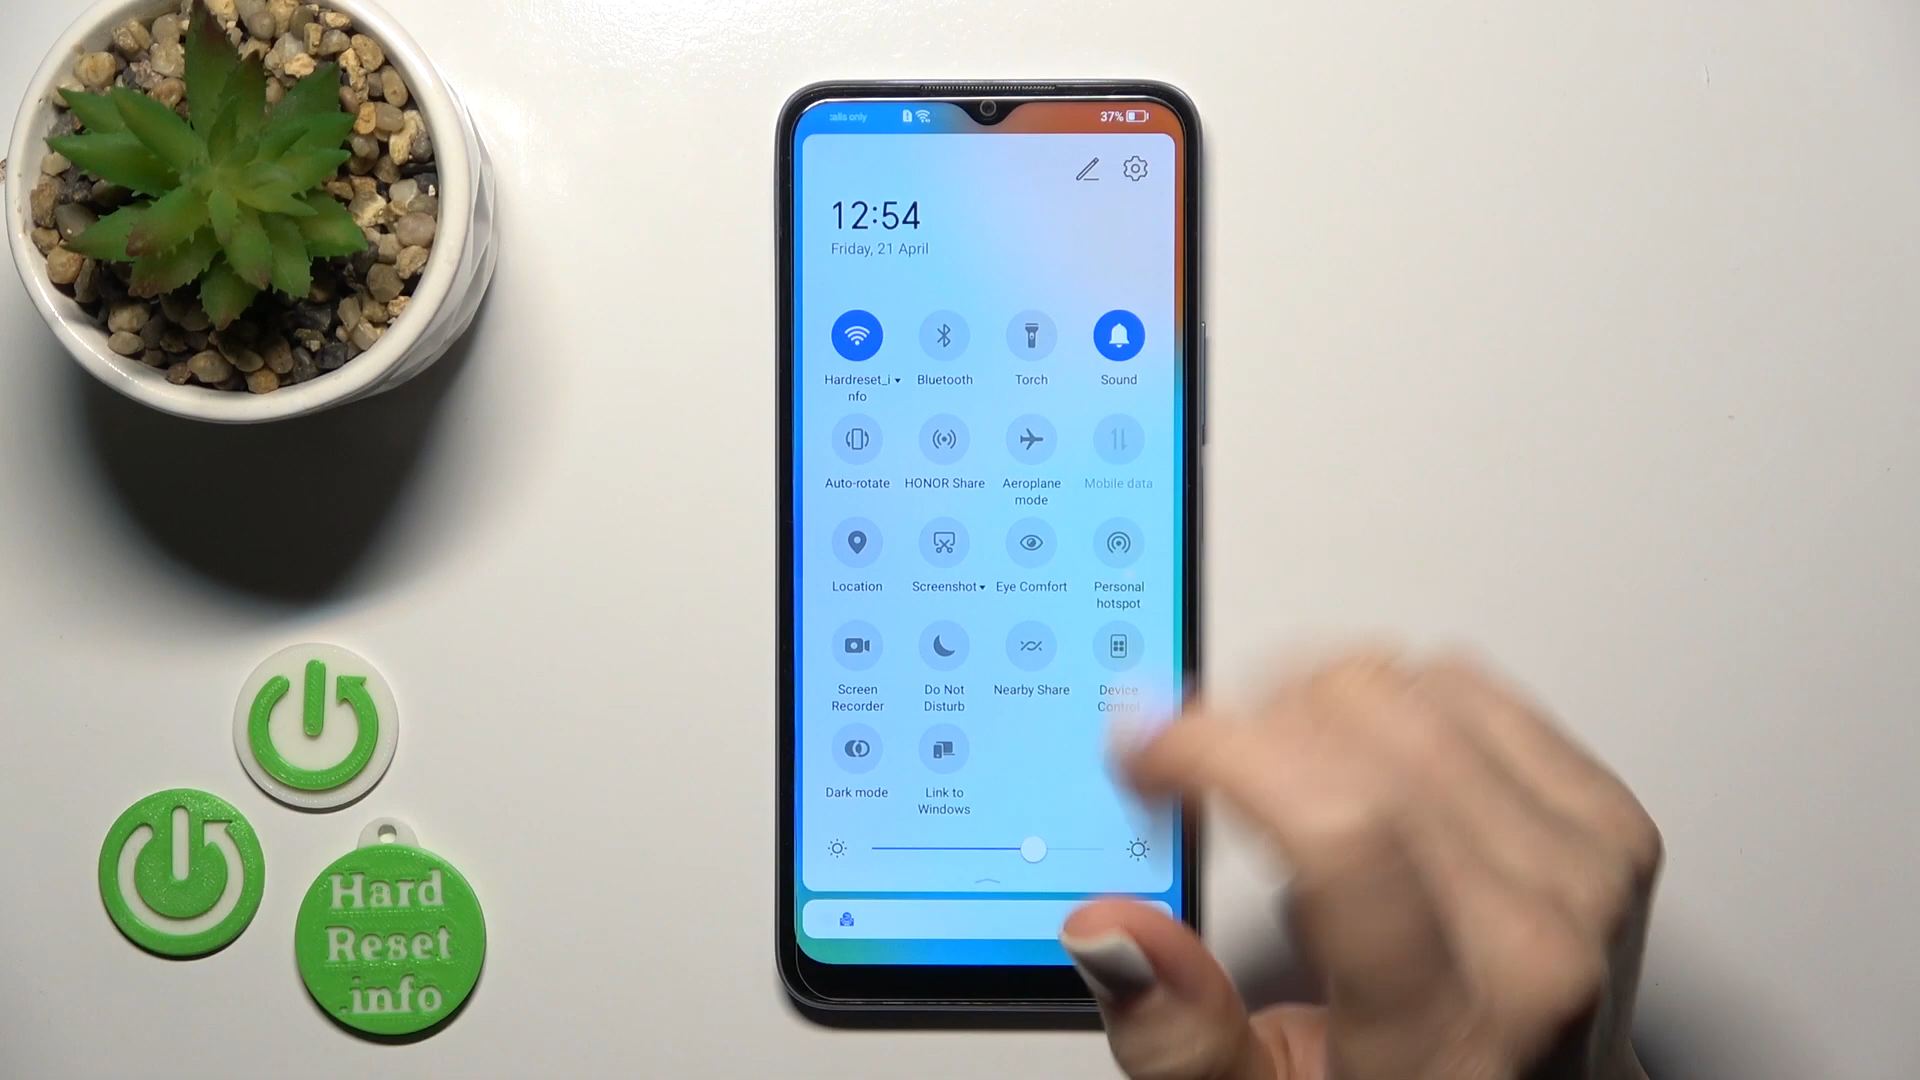 37%
12:54
Friday, 21 April
Hardreset_i
nfo
Bluetooth
Torch
Sound
Auto-rotate
HONOR Share
Aeroplane
mode
Mobile data
Location
Screenshot
Eye Comfort
Personal
hotspot
Screen
Recorder
Do Not
Disturb
Nearby Share
Device
Control
Dark mode
Link to
Windows
Hard
Reset
.info